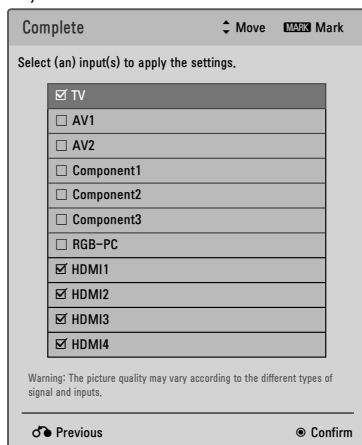 Complete Move MARK Mark
Select (an) input(s) to apply the settings.
☑ TV
☐ AV1
☐ AV2
☐ Component1
☐ Component2
☐ Component3
☐ RGB-PC
☑ HDMI1
☑ HDMI2
☑ HDMI3
☑ HDMI4
Warning: The picture quality may vary according to the different types of
signal and inputs.
Previous ◉ Confirm